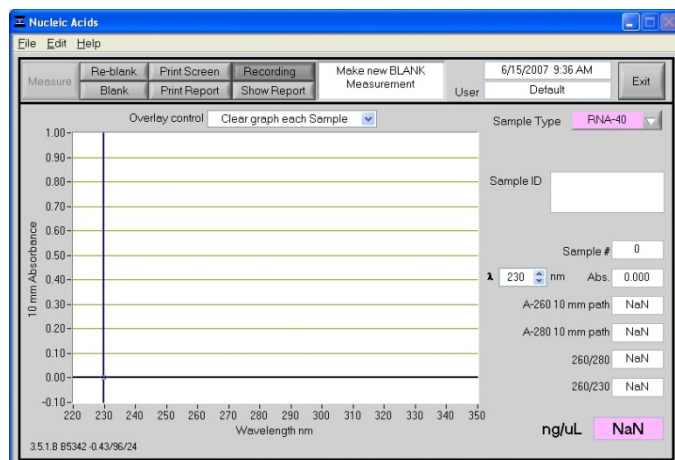 Nucleic Acids
File Edit Help
Measure
Re-blank Print Screen Recording
Blank Print Report Show Report
Make new BLANK
Measurement
6/15/2007 9:36 AM
User Default
Exit
Overlay control Clear graph each Sample
Sample Type RNA-40
Sample ID
Sample # 0
λ 230 nm Abs. 0.000
A-260 10 mm path NaN
A-280 10 mm path NaN
260/280 NaN
260/230 NaN
ng/uL NaN
10 mm Absorbance
1.00
0.90
0.80
0.70
0.60
0.50
0.40
0.30
0.20
0.10
0.00
-0.10
220 230 240 250 260 270 280 290 300 310 320 330 340 350
Wavelength nm
3.5.1.B B5342 -0.43/96/24